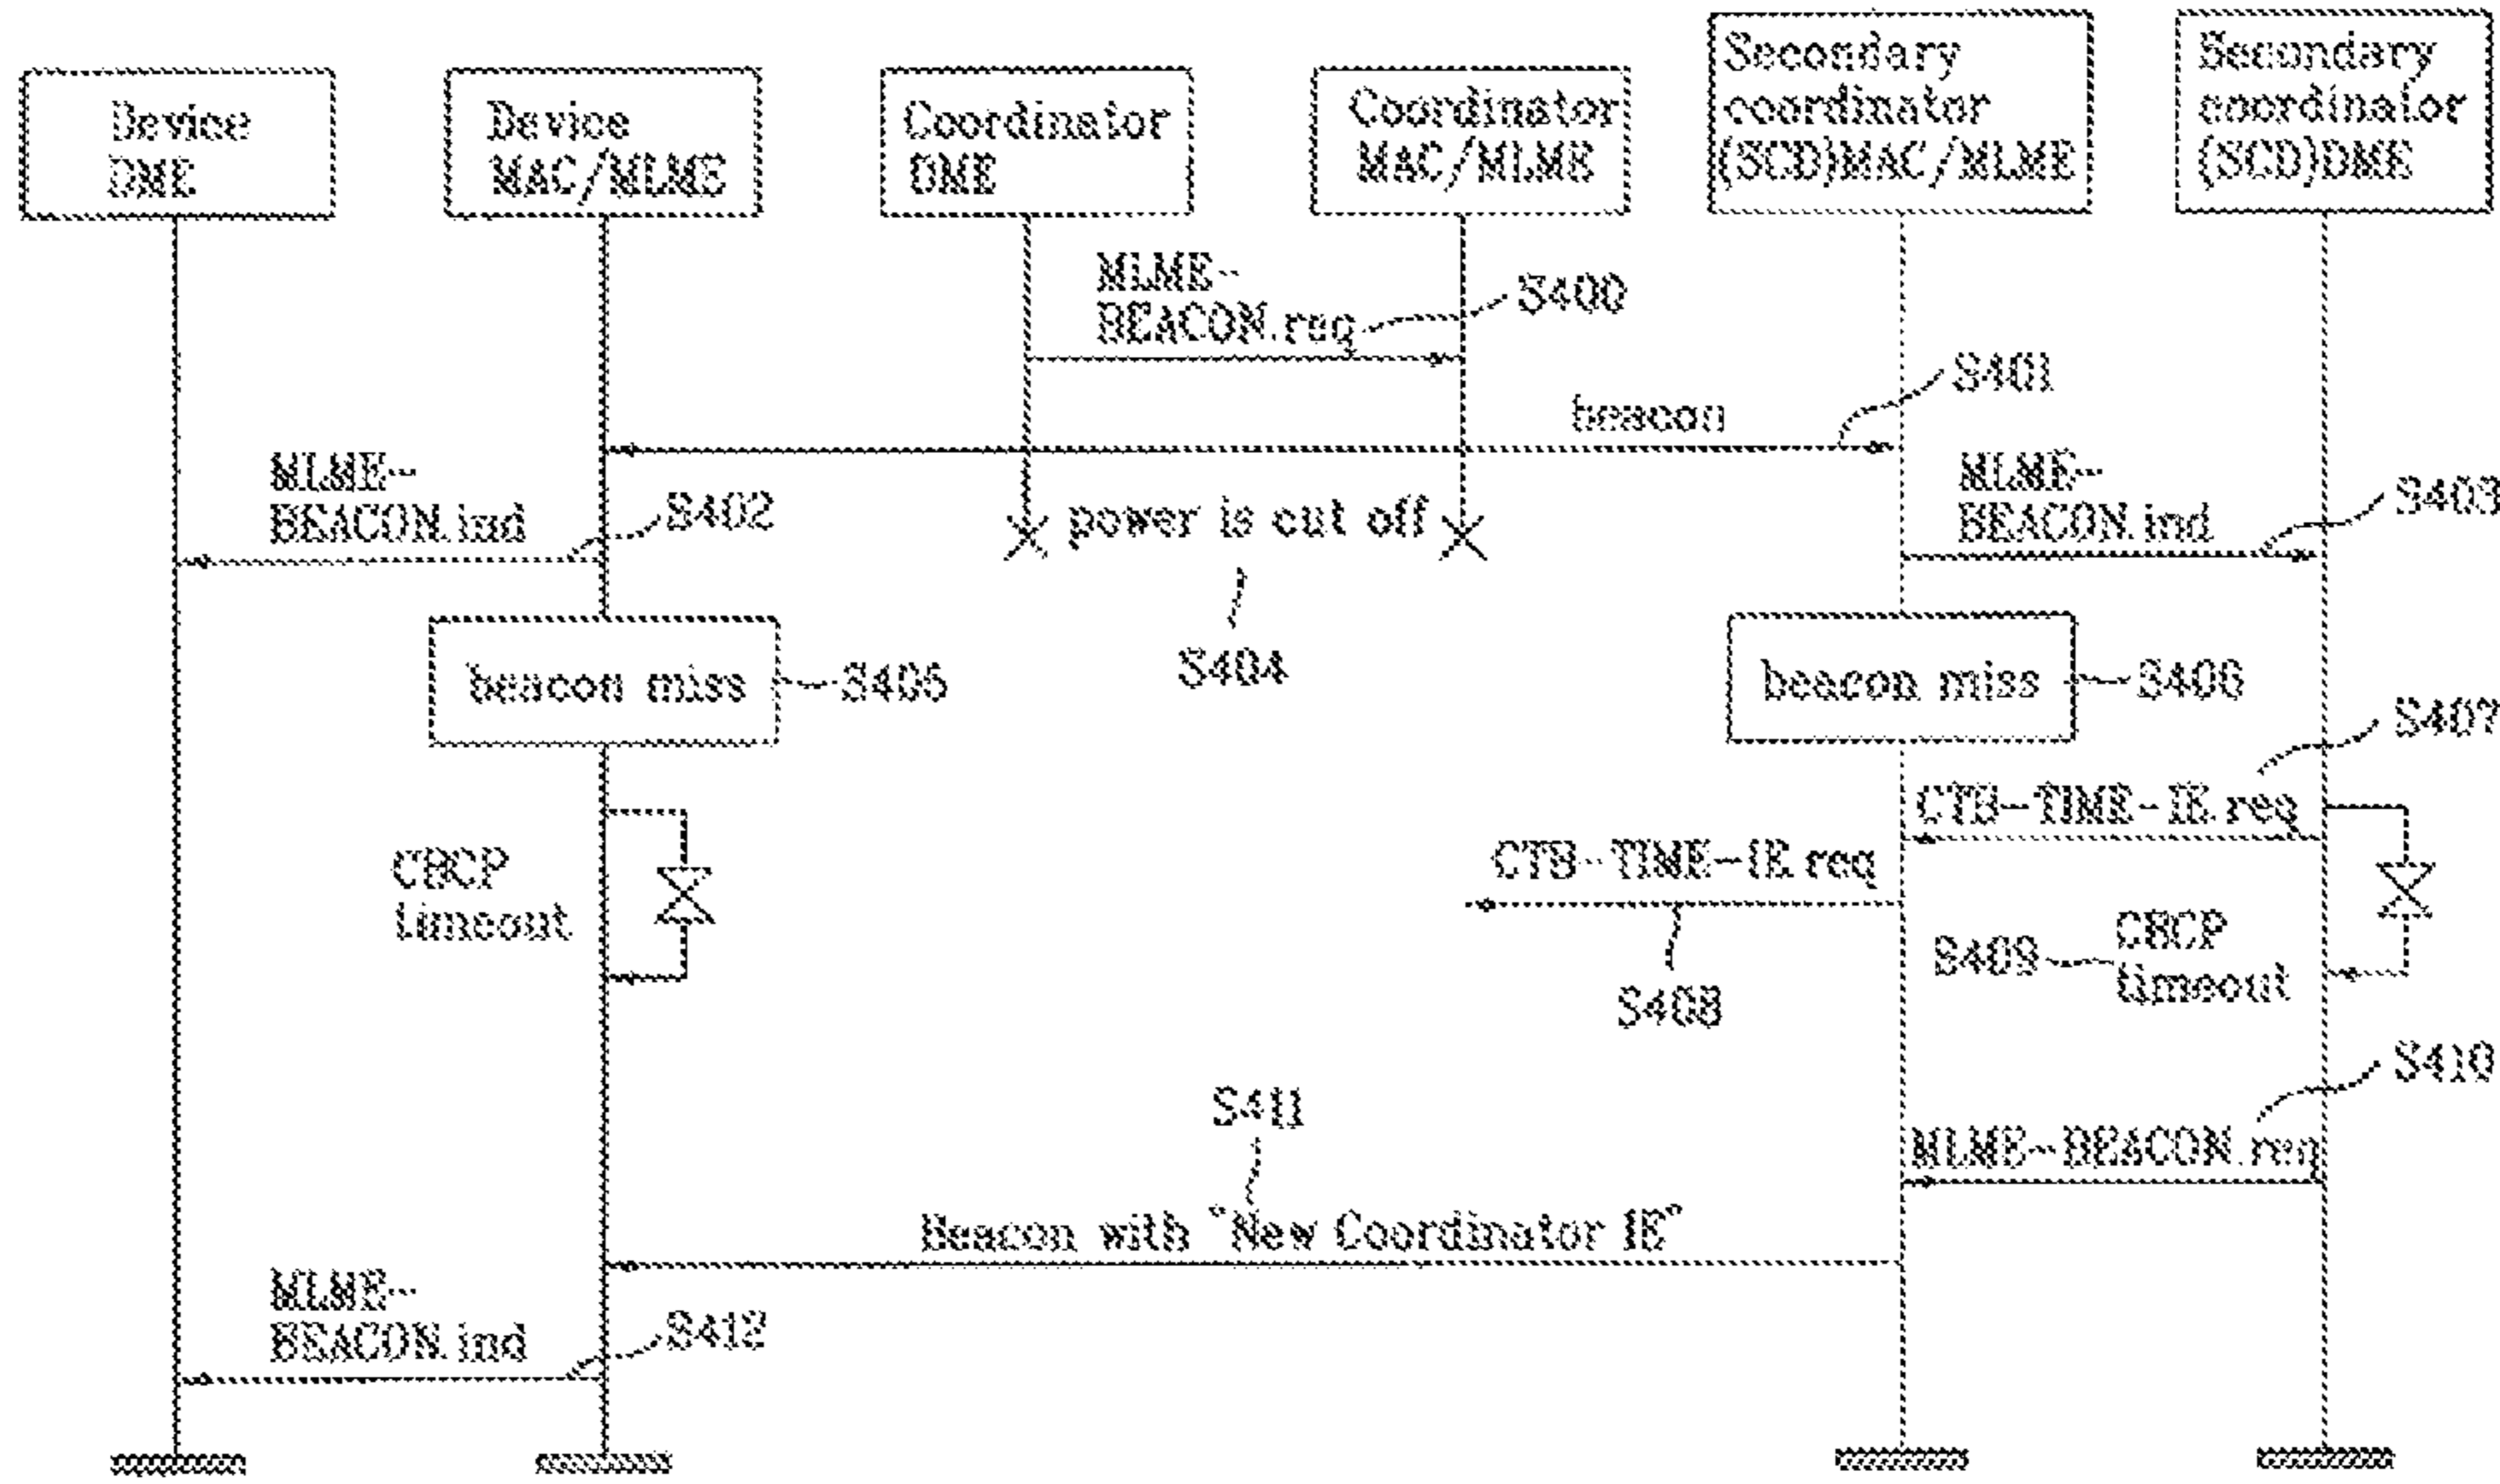 Device
DME
Device
MAC/MLME
Coordinator
DME
Coordinator
MAC/MLME
Secondary
coordinator
(SCD)MAC/MLME
Secondary
coordinator
(SCD)DME
MLME-
BEACON.req
S400
beacon
S401
MLME-
BEACON.ind
S402
power is cut off
S404
MLME-
BEACON.ind
S403
beacon miss
S405
beacon miss
S406
S407
CTB-TIME-IE req
CTB-TIME-IE req
S408
CBCP
timeout
S409
CBCP
timeout
S410
MLME-BEACON.req
S411
Beacon with "New Coordinator IE"
MLME-
BEACON.ind
S412